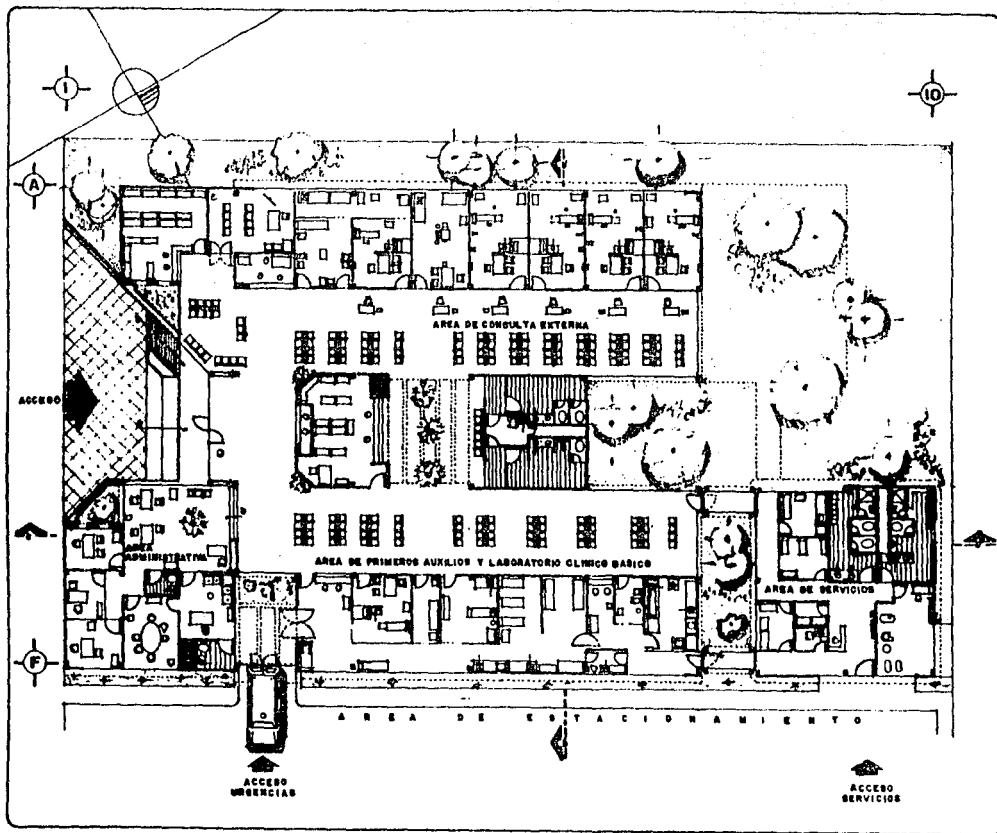 1
10
A
AREA DE CONSULTA EXTERNA
ACCESO
AREA
ADMINISTRATIVA
AREA DE PRIMEROS AUXILIOS Y LABORATORIO CLINICO BASICO
AREA DE SERVICIOS
F
AREA DE ESTACIONAMIENTO
ACCESO
URGENCIAS
ACCESO
SERVICIOS